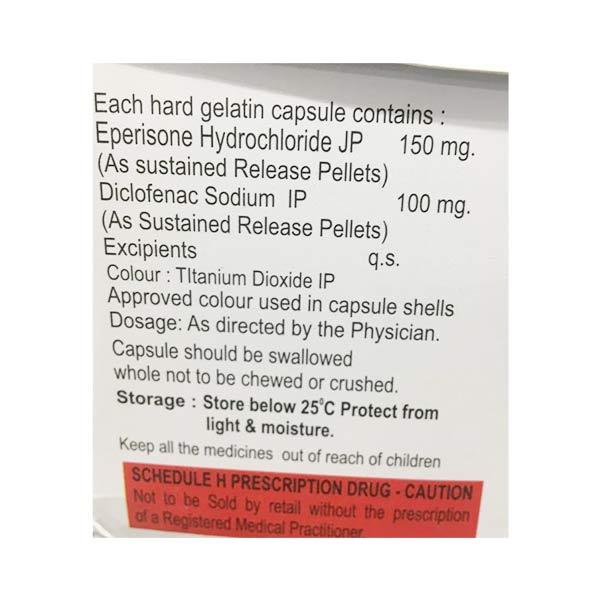 Each hard gelatin capsule contains :
Eperisone Hydrochloride JP 150 mg.
(As sustained Release Pellets)
Diclofenac Sodium IP 100 mg.
(As Sustained Release Pellets)
Excipients q.s.
Colour : TItanium Dioxide IP
Approved colour used in capsule shells
Dosage: As directed by the Physician.
Capsule should be swallowed
whole not to be chewed or crushed.
Storage : Store below 25°C Protect from
light & moisture.
Keep all the medicines out of reach of children
SCHEDULE H PRESCRIPTION DRUG - CAUTION
Not to be Sold by retail without the prescription
of a Registered Medical Practitioner